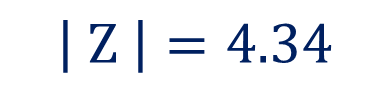 | Z | = 4.34